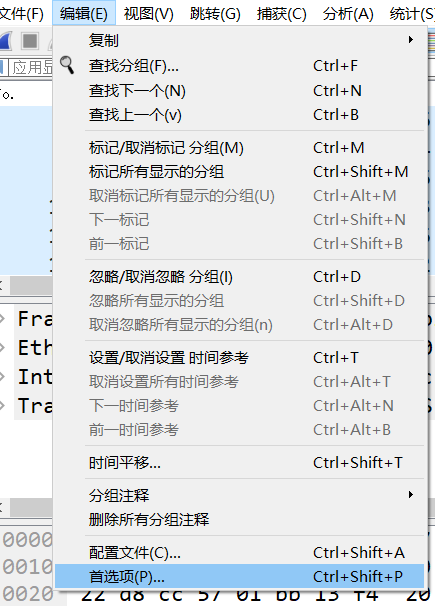 文件(F) 编辑(E) 视图(V) 跳转(G) 捕获(C) 分析(A) 统计(S
应用显
复制
查找分组(F)... Ctrl+F
查找下一个(N) Ctrl+N
查找上一个(v) Ctrl+B
标记/取消标记 分组(M) Ctrl+M
标记所有显示的分组 Ctrl+Shift+M
取消标记所有显示的分组(U) Ctrl+Alt+M
下一标记 Ctrl+Shift+N
前一标记 Ctrl+Shift+B
忽略/取消忽略 分组(I) Ctrl+D
忽略所有显示的分组 Ctrl+Shift+D
取消忽略所有显示的分组(n) Ctrl+Alt+D
Fra
设置/取消设置 时间参考 Ctrl+T
Eth
取消设置所有时间参考 Ctrl+Alt+T
Int
下一时间参考 Ctrl+Alt+N
Tra
前一时间参考 Ctrl+Alt+B
时间平移... Ctrl+Shift+T
分组注释
删除所有分组注释
0000
配置文件(C)... Ctrl+Shift+A
0010
首选项(P)... Ctrl+Shift+P
0020 22 d8 cc 57 01 bb 13 f4 20